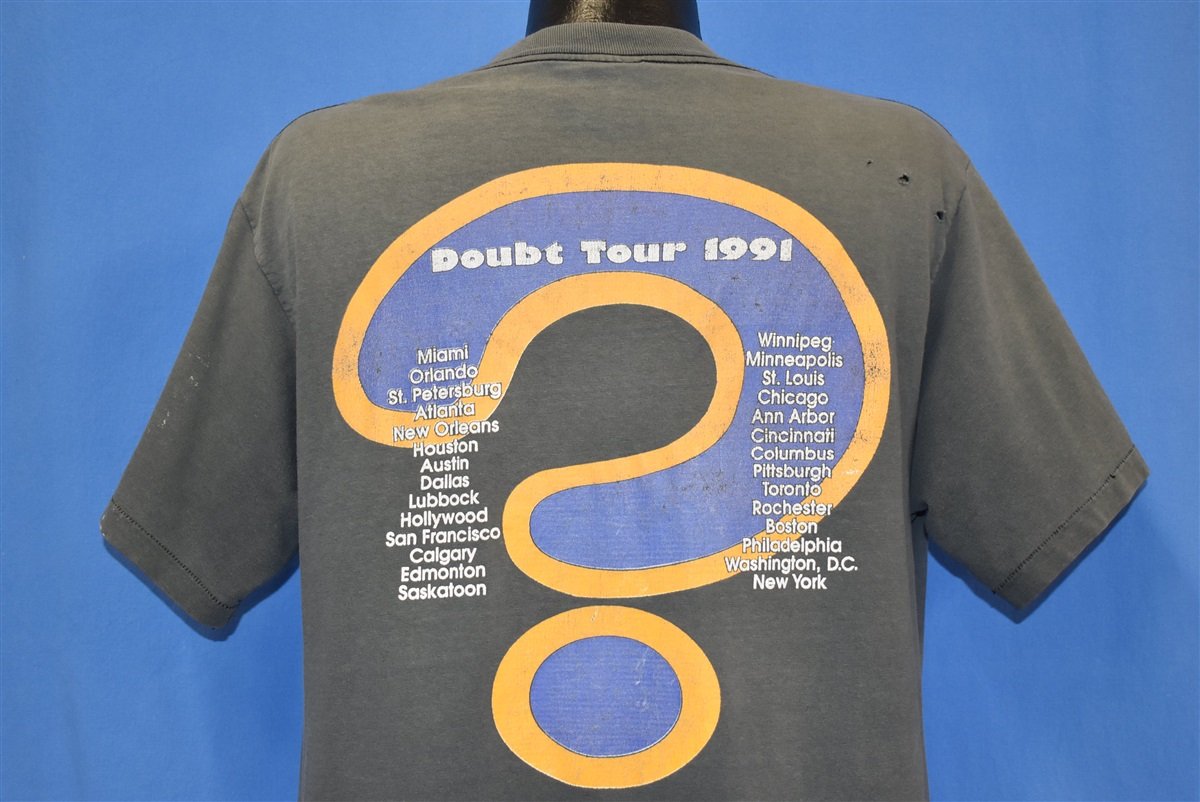 Doubt Tour 1991
Miami
Orlando
St. Petersburg
Atlanta
New Orleans
Houston
Austin
Dallas
Lubbock
Hollywood
San Francisco
Calgary
Edmonton
Saskatoon
Winnipeg
Minneapolis
St. Louis
Chicago
Ann Arbor
Cincinnati
Columbus
Pittsburgh
Toronto
Rochester
Boston
Philadelphia
Washington, D.C.
New York